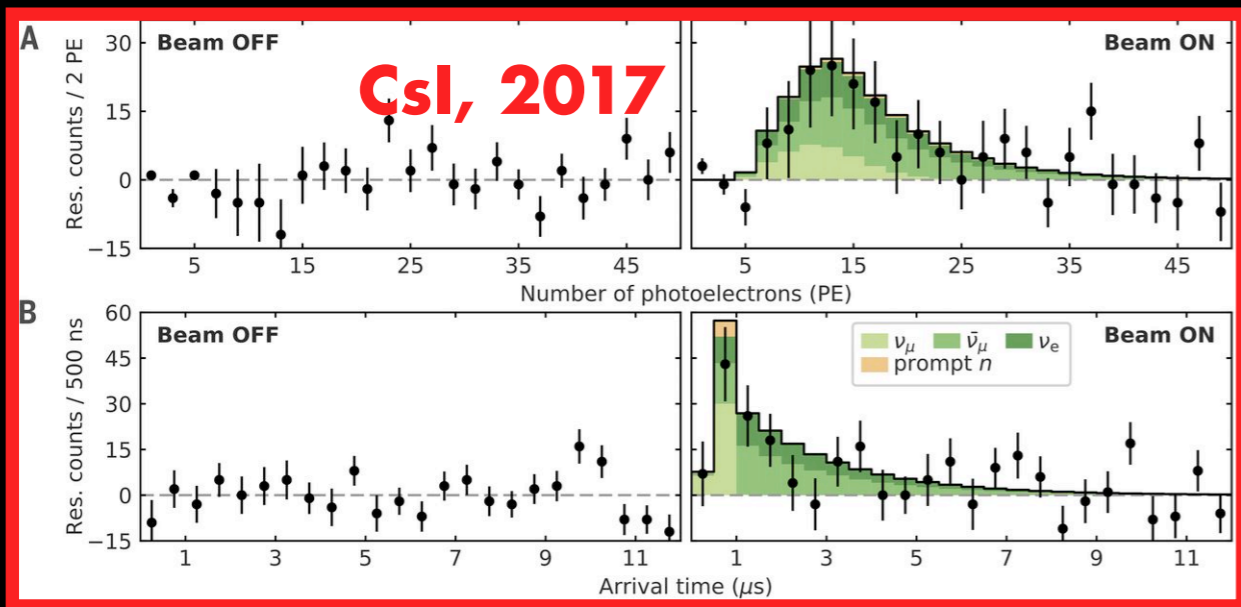 A
Beam OFF
Beam ON
CsI, 2017
Res. counts / 2 PE
30
15
0
−15
5 15 25 35 45
5 15 25 35 45
Number of photoelectrons (PE)
B
Beam OFF
Beam ON
Res. counts / 500 ns
60
45
30
15
0
−15
νμ ν̄μ νe
prompt n
1 3 5 7 9 11
1 3 5 7 9 11
Arrival time (μs)